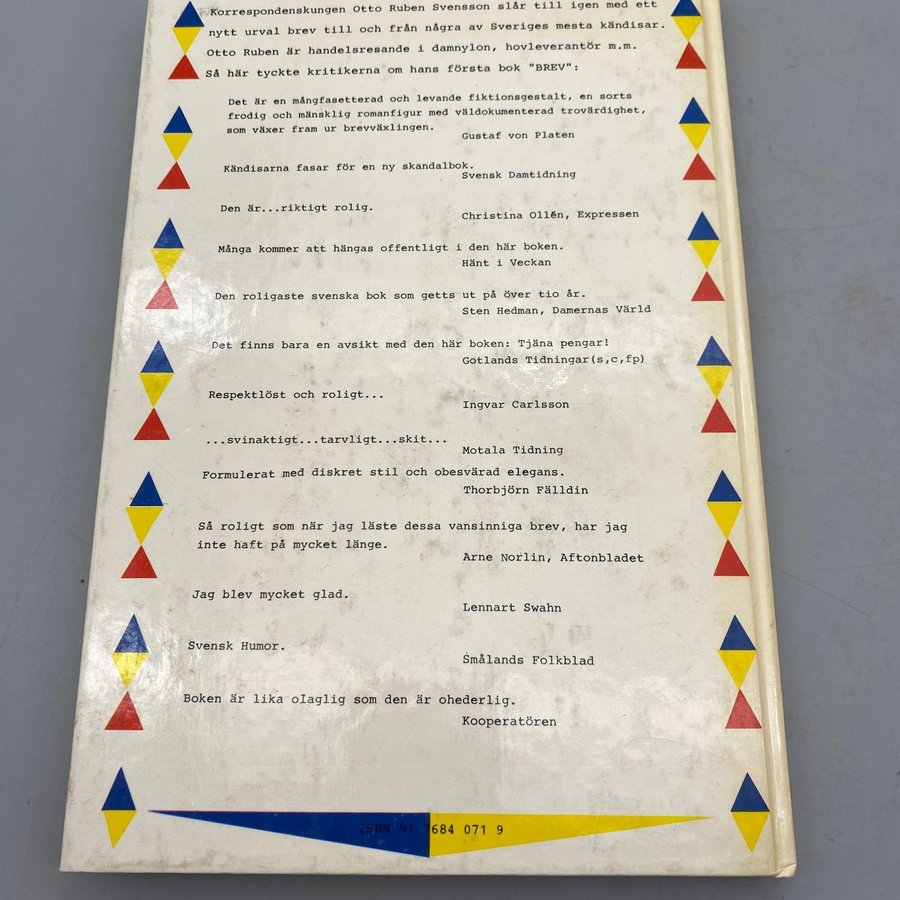 Korrespondenskungen Otto Ruben Svensson slår till igen med ett
nytt urval brev till och från några av Sveriges mesta kändisar.
Otto Ruben är handelsresande i damnylon, hovleverantör m.m.
Så här tyckte kritikerna om hans första bok "BREV":
Det är en mångfasetterad och levande fiktionsgestalt, en sorts
frodig och mänsklig romanfigur med väldokumenterad trovärdighet,
som växer fram ur brevväxlingen.
Gustaf von Platen
Kändisarna fasar för en ny skandalbok.
Svensk Damtidning
Den är...riktigt rolig.
Christina Ollén, Expressen
Många kommer att hängas offentligt i den här boken.
Hänt i Veckan
Den roligaste svenska bok som getts ut på över tio år.
Sten Hedman, Damernas Värld
Det finns bara en avsikt med den här boken: Tjäna pengar!
Gotlands Tidningar(s,c,fp)
Respektlöst och roligt...
Ingvar Carlsson
...svinaktigt...tarvligt...skit...
Motala Tidning
Formulerat med diskret stil och obesvärad elegans.
Thorbjörn Fälldin
Så roligt som när jag läste dessa vansinniga brev, har jag
inte haft på mycket länge.
Arne Norlin, Aftonbladet
Jag blev mycket glad.
Lennart Swahn
Svensk Humor.
Smålands Folkblad
Boken är lika olaglig som den är ohederlig.
Kooperatören
ISBN 91 7684 071 9